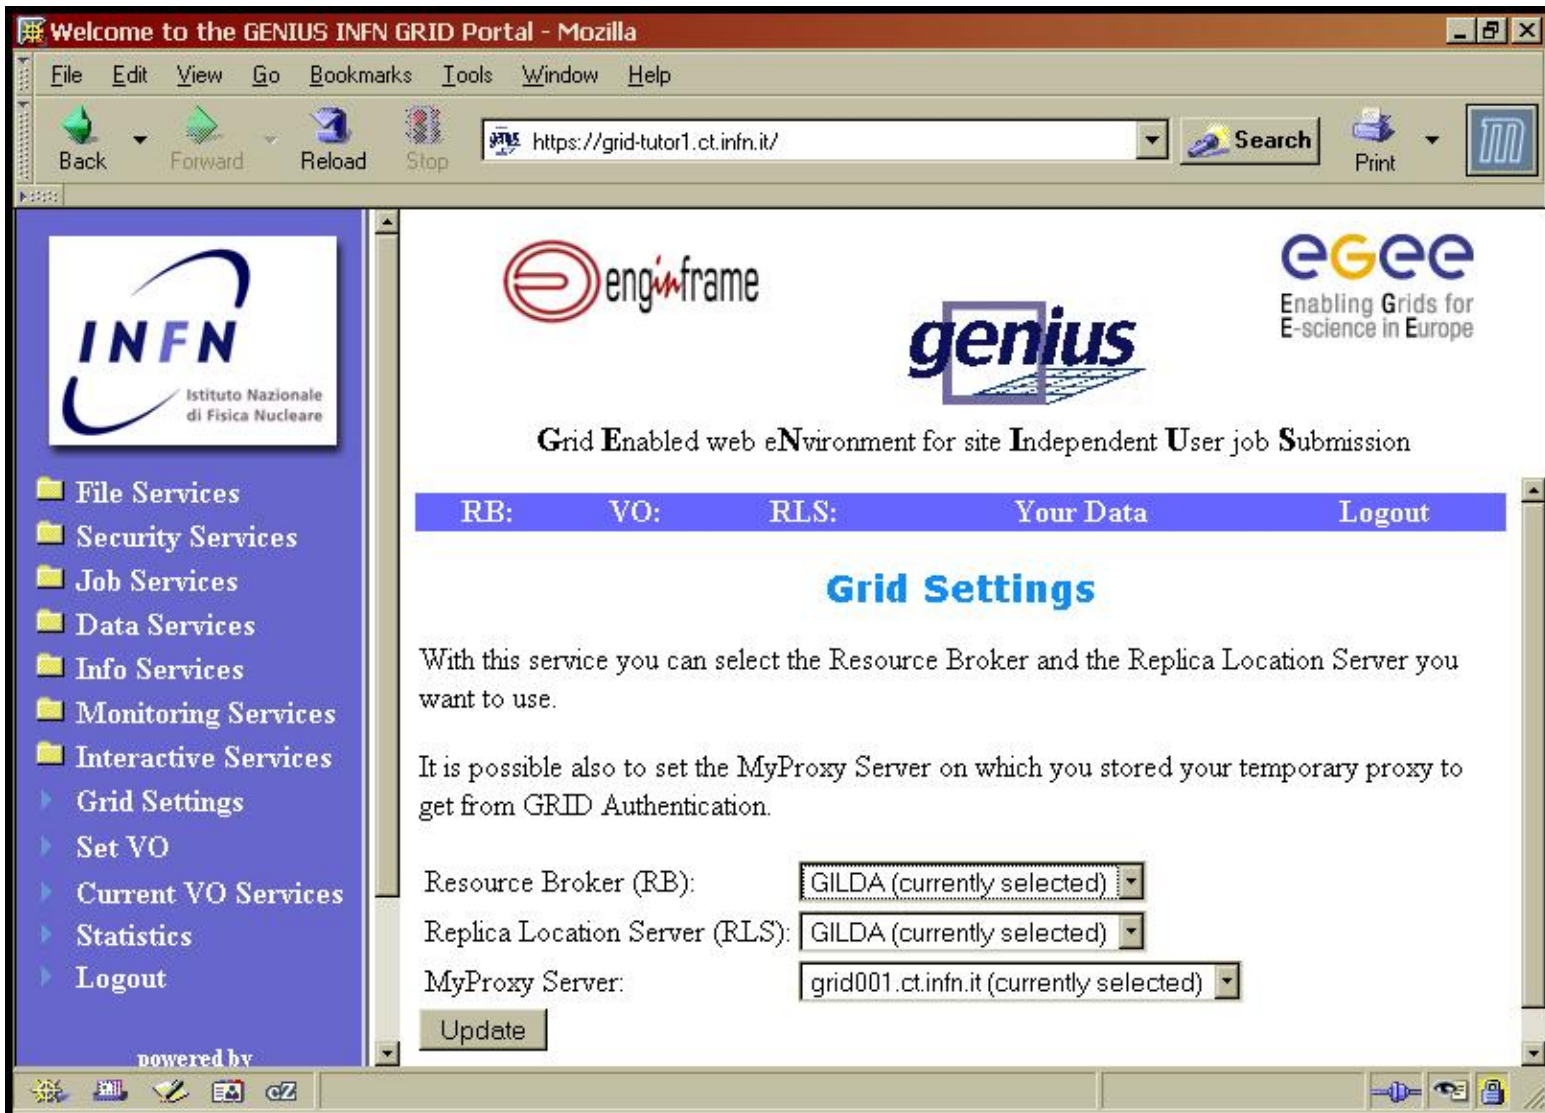 Welcome to the GENIUS INFN GRID Portal - Mozilla
File Edit View Go Bookmarks Tools Window Help
Back Forward Reload Stop https://grid-tutor1.ct.infn.it/ Search Print
INFN
Istituto Nazionale
di Fisica Nucleare
File Services
Security Services
Job Services
Data Services
Info Services
Monitoring Services
Interactive Services
Grid Settings
Set VO
Current VO Services
Statistics
Logout
powered by
enginframe
genius
egee
Enabling Grids for
E-science in Europe
Grid Enabled web eNvironment for site Independent User job Submission
RB: VO: RLS: Your Data Logout
Grid Settings
With this service you can select the Resource Broker and the Replica Location Server you
want to use.
It is possible also to set the MyProxy Server on which you stored your temporary proxy to
get from GRID Authentication.
Resource Broker (RB): GILDA (currently selected)
Replica Location Server (RLS): GILDA (currently selected)
MyProxy Server: grid001.ct.infn.it (currently selected)
Update
cZ